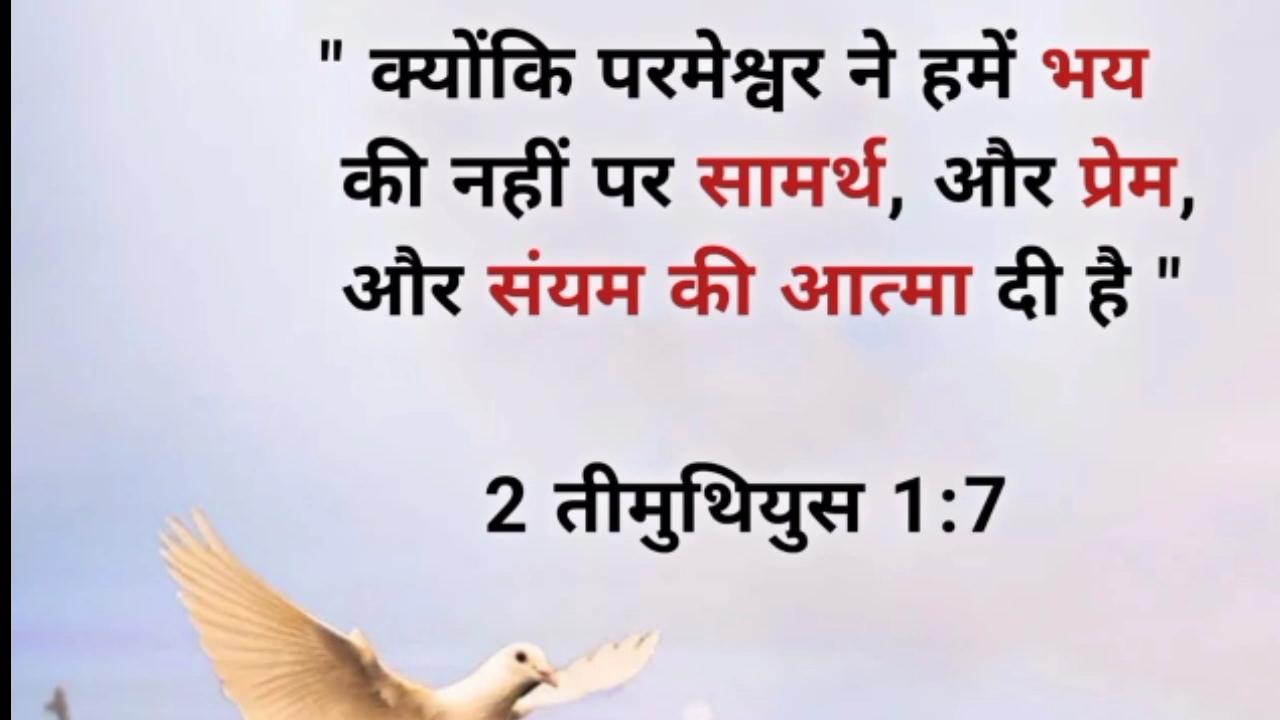 " क्योंकि परमेश्वर ने हमें भय
की नहीं पर सामर्थ, और प्रेम,
और संयम की आत्मा दी है "
2 तीमुथियुस 1:7